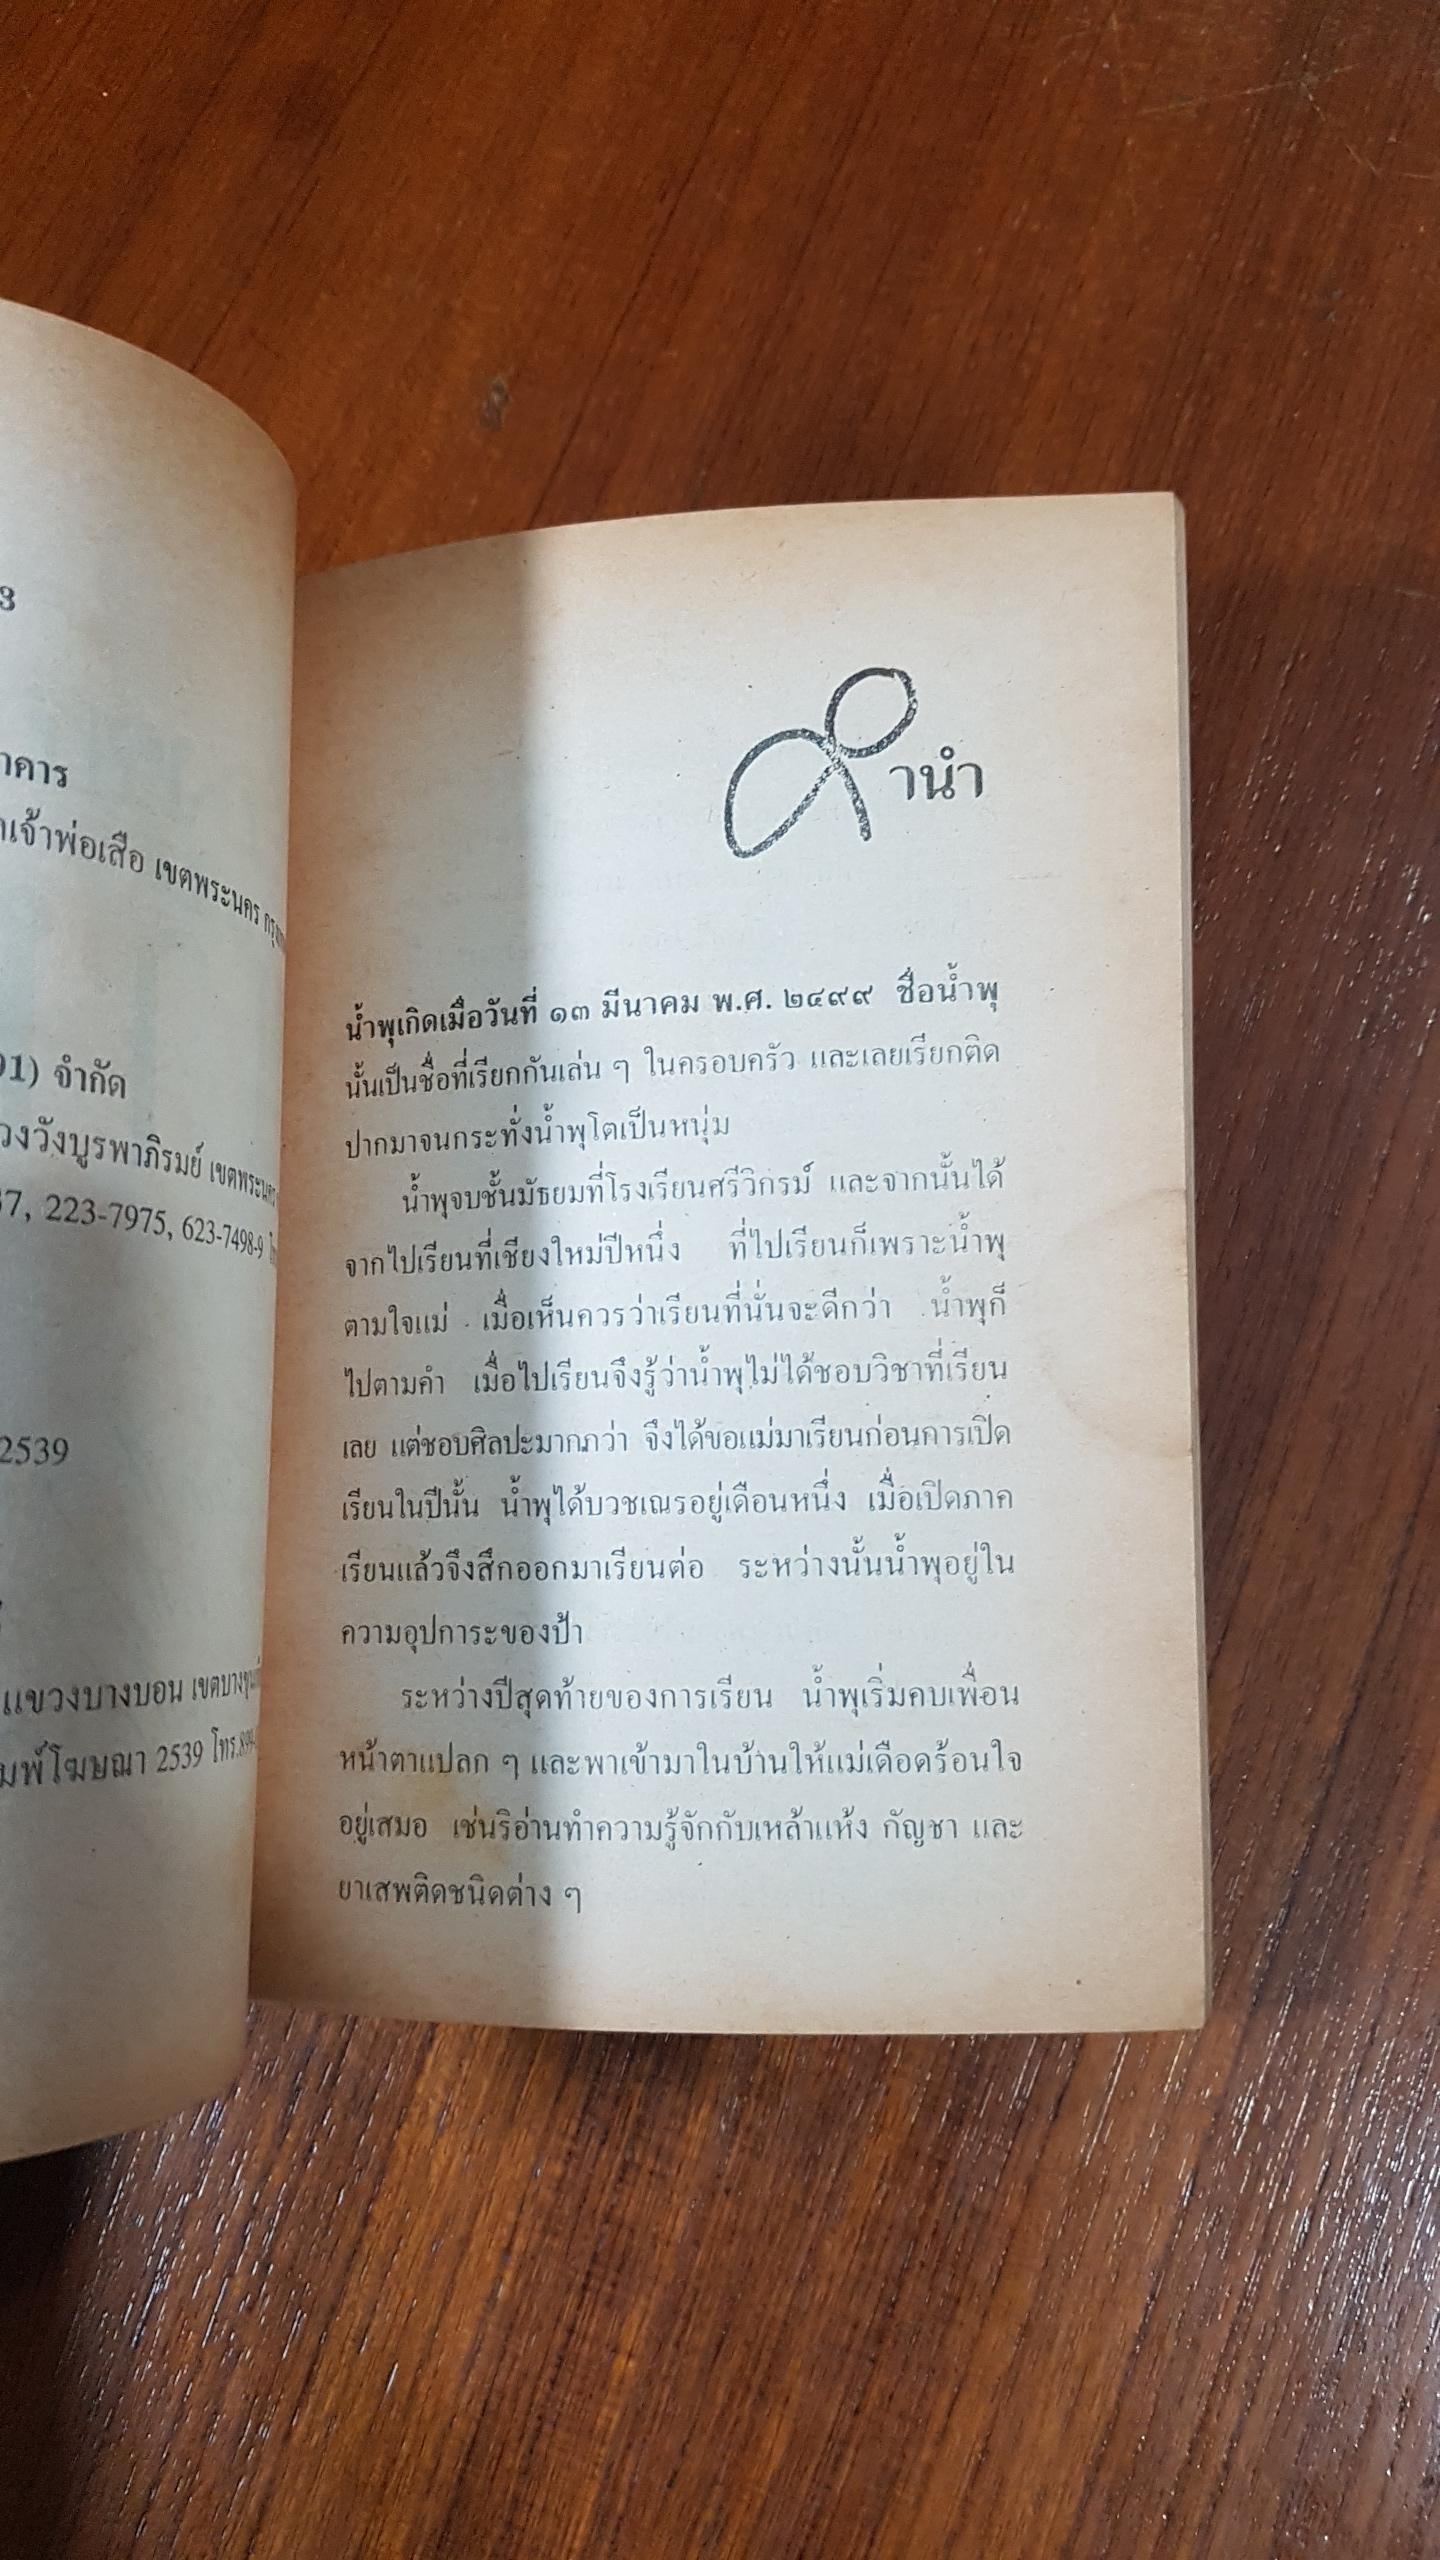 3
าคาร
เจ้าพ่อเสือ เขตพระนคร
91) จำกัด
วังบูรพาภิรมย์ เขตพระนคร
37, 223-7975, 623-7498-9
2539
แขวงบางบอน
พิมพ์โฆษณา 2539 โทร.
คำนำ
น้ำพุเกิดเมื่อวันที่ ๑๓ มีนาคม พ.ศ. ๒๔๙๙ ชื่อน้ำพุ
นั้นเป็นชื่อที่เรียกกันเล่น ๆ ในครอบครัว และเลยเรียกติด
ปากมาจนกระทั่งน้ำพุโตเป็นหนุ่ม
น้ำพุจบชั้นมัธยมที่โรงเรียนศรีวิกรม์ และจากนั้นได้
จากไปเรียนที่เชียงใหม่ปีหนึ่ง ที่ไปเรียนก็เพราะน้ำพุ
ตามใจแม่ เมื่อเห็นควรว่าเรียนที่นั่นจะดีกว่า น้ำพุก็
ไปตามคำ เมื่อไปเรียนจึงรู้ว่าน้ำพุไม่ได้ชอบวิชาที่เรียน
เลย แต่ชอบศิลปะมากกว่า จึงได้ขอแม่มาเรียนก่อนการเปิด
เรียนในปีนั้น น้ำพุได้บวชเณรอยู่เดือนหนึ่ง เมื่อเปิดภาค
เรียนแล้วจึงสึกออกมาเรียนต่อ ระหว่างนั้นน้ำพุอยู่ใน
ความอุปการะของป้า
ระหว่างปีสุดท้ายของการเรียน น้ำพุเริ่มคบเพื่อน
หน้าตาแปลก ๆ และพาเข้ามาในบ้านให้แม่เดือดร้อนใจ
อยู่เสมอ เช่นริอ่านทำความรู้จักกับเหล้าแห้ง กัญชา และ
ยาเสพติดชนิดต่าง ๆ